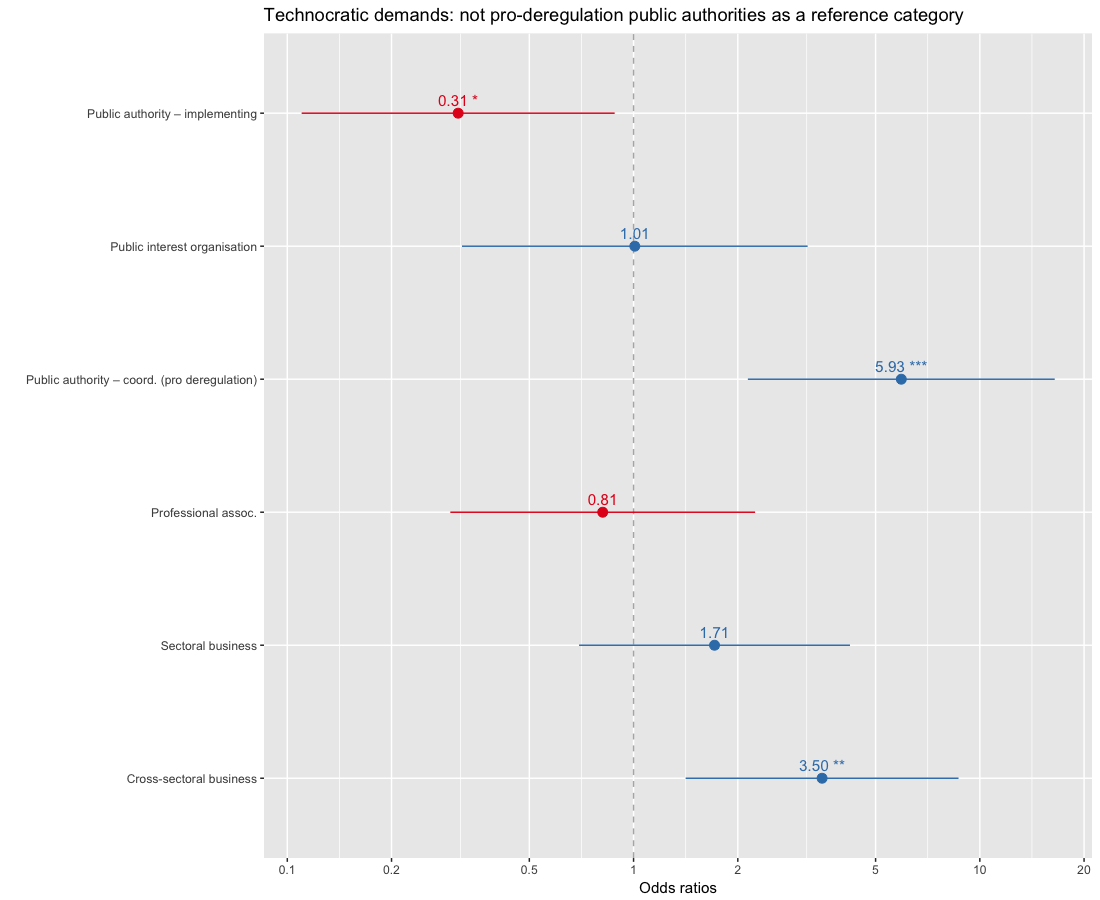 Technocratic demands: not pro-deregulation public authorities as a reference category
Public authority – implementing
0.31 *
Public interest organisation
1.01
Public authority – coord. (pro deregulation)
5.93 ***
Professional assoc.
0.81
Sectoral business
1.71
Cross-sectoral business
3.50 **
0.1 0.2 0.5 1 2 5 10 20
Odds ratios